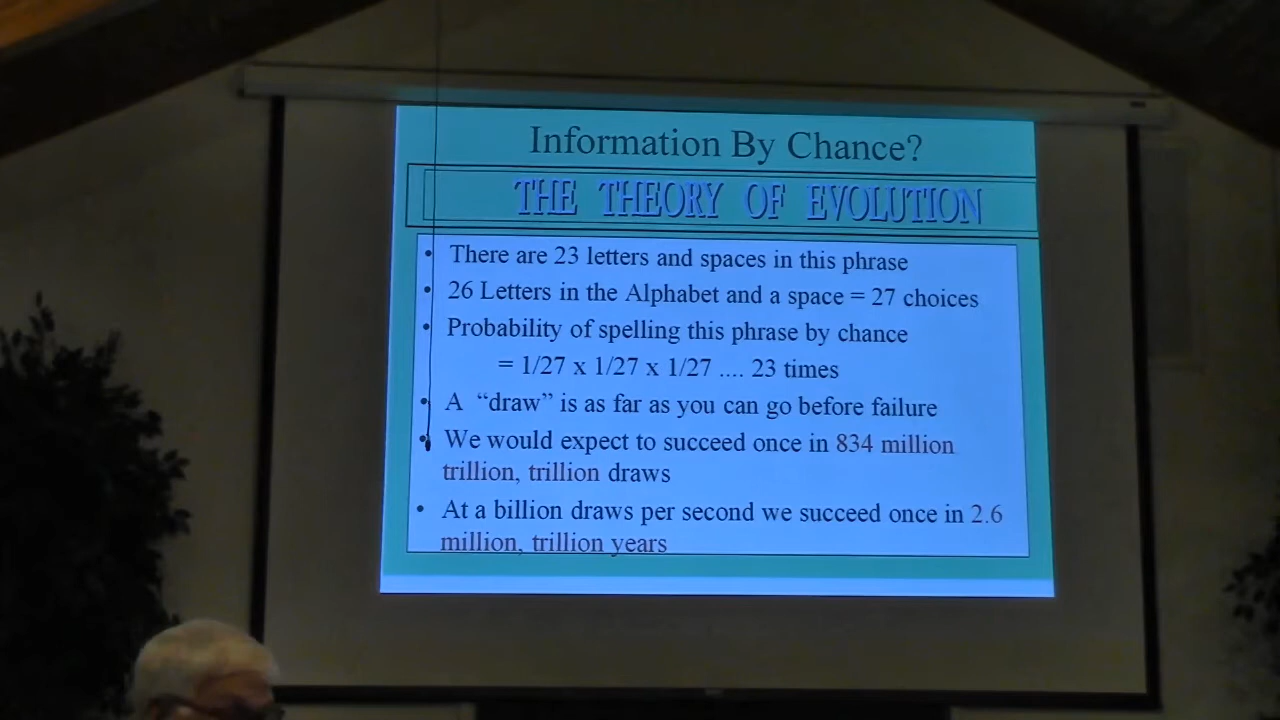 Information By Chance?
THE THEORY OF EVOLUTION
• There are 23 letters and spaces in this phrase
• 26 Letters in the Alphabet and a space = 27 choices
• Probability of spelling this phrase by chance
= 1/27 x 1/27 x 1/27 .... 23 times
• A “draw” is as far as you can go before failure
• We would expect to succeed once in 834 million
trillion, trillion draws
• At a billion draws per second we succeed once in 2.6
million, trillion years